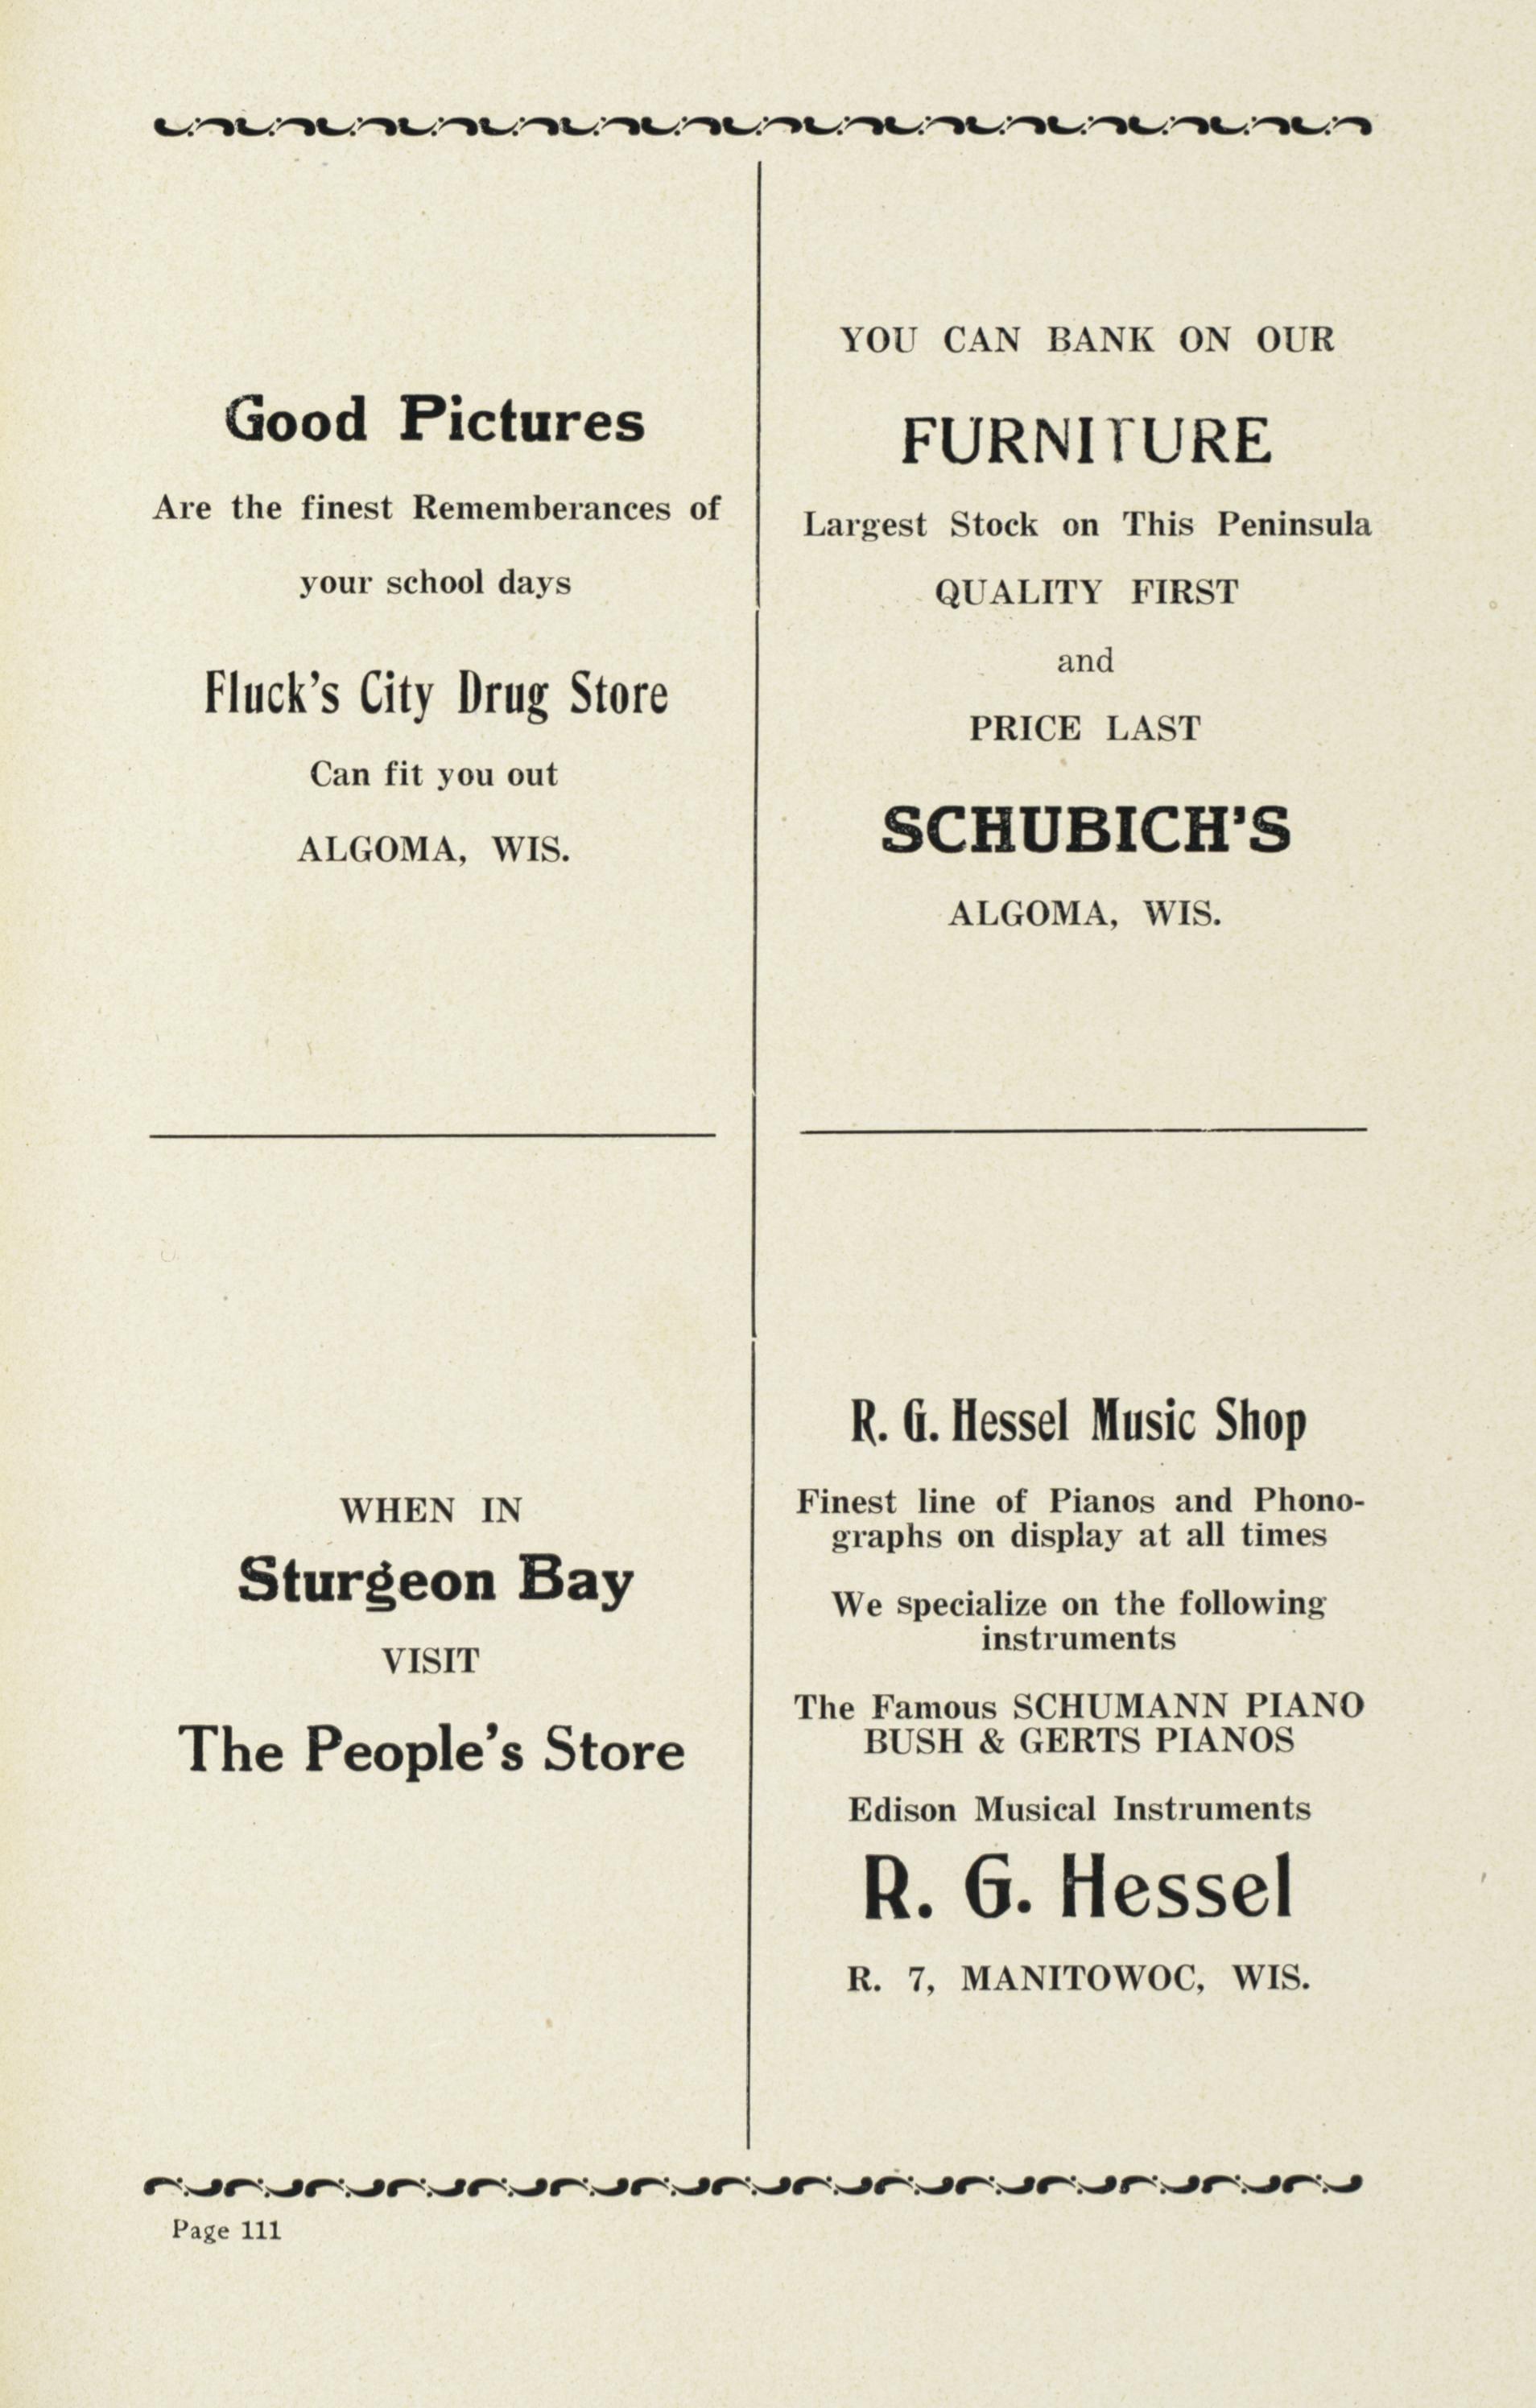 Good Pictures
Are the finest Rememberances of
your school days
Fluck's City Drug Store
Can fit you out
ALGOMA, WIS.
YOU CAN BANK ON OUR
FURNITURE
Largest Stock on This Peninsula
QUALITY FIRST
and
PRICE LAST
SCHUBICH'S
ALGOMA, WIS.
WHEN IN
Sturgeon Bay
VISIT
The People's Store
R. G. Hessel Music Shop
Finest line of Pianos and Phono-
graphs on display at all times
We specialize on the following
instruments
The Famous SCHUMANN PIANO
BUSH & GERTS PIANOS
Edison Musical Instruments
R. G. Hessel
R. 7, MANITOWOC, WIS.
Page 111